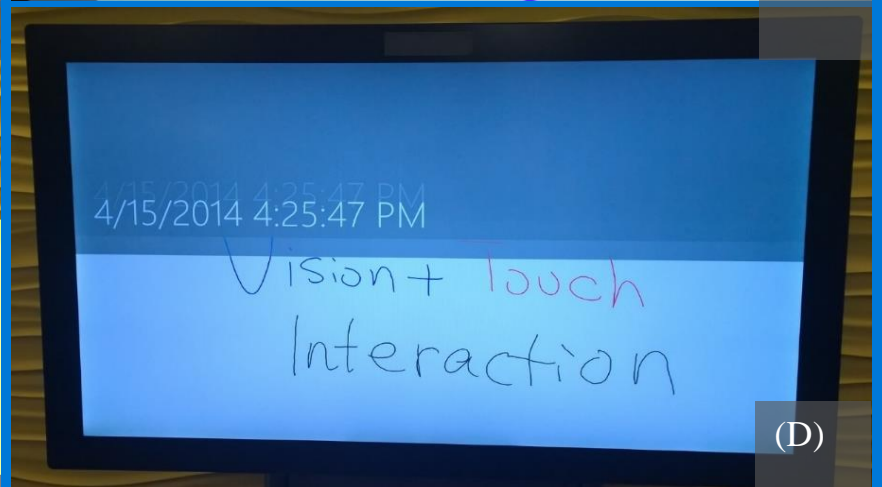 4/15/2014 4:25:47 PM
4/15/2014 4:25:47 PM
Vision + Touch
Interaction
(D)